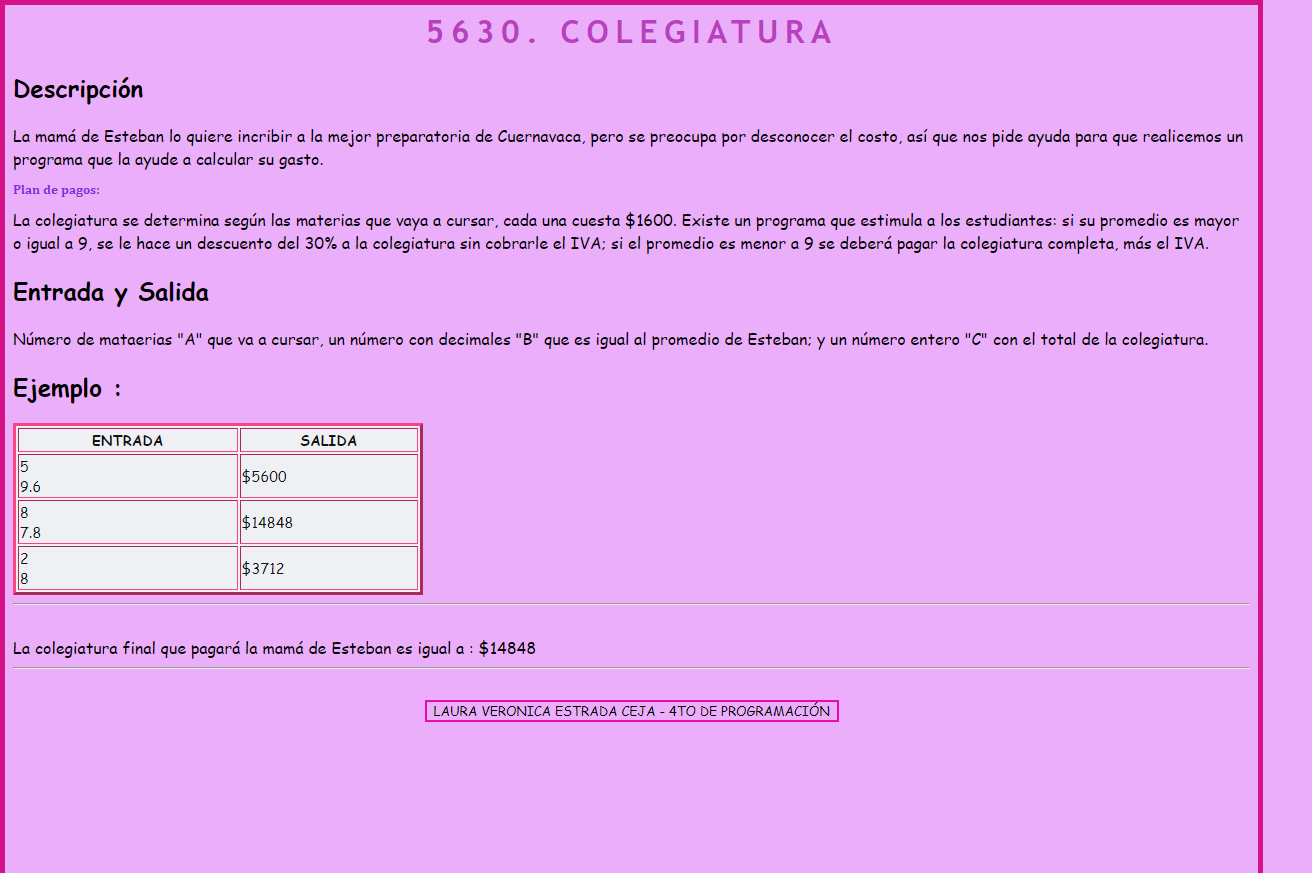 5630. COLEGIATURA
Descripción
La mamá de Esteban lo quiere incribir a la mejor preparatoria de Cuernavaca, pero se preocupa por desconocer el costo, así que nos pide ayuda para que realicemos un
programa que la ayude a calcular su gasto.
Plan de pagos:
La colegiatura se determina según las materias que vaya a cursar, cada una cuesta $1600. Existe un programa que estimula a los estudiantes: si su promedio es mayor
o igual a 9, se le hace un descuento del 30% a la colegiatura sin cobrarle el IVA; si el promedio es menor a 9 se deberá pagar la colegiatura completa, más el IVA.
Entrada y Salida
Número de mataerias "A" que va a cursar, un número con decimales "B" que es igual al promedio de Esteban; y un número entero "C" con el total de la colegiatura.
Ejemplo :
ENTRADA SALIDA
5
9.6
$5600
8
7.8
$14848
2
8
$3712
La colegiatura final que pagará la mamá de Esteban es igual a : $14848
LAURA VERONICA ESTRADA CEJA - 4TO DE PROGRAMACIÓN